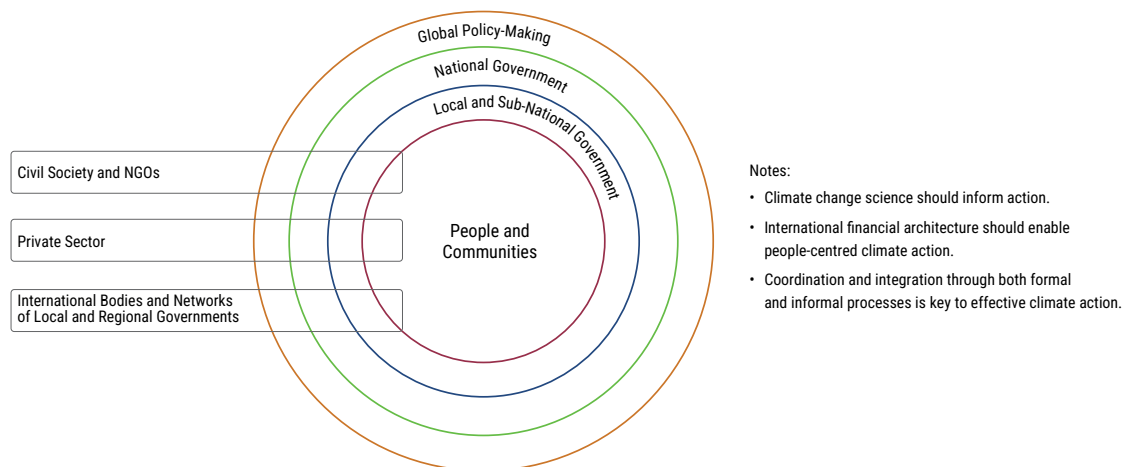 Global Policy-Making
National Government
Local and Sub-National Government
Civil Society and NGOs
Private Sector
International Bodies and Networks
of Local and Regional Governments
People and
Communities
Notes:
• Climate change science should inform action.
• International financial architecture should enable
people-centred climate action.
• Coordination and integration through both formal
and informal processes is key to effective climate action.